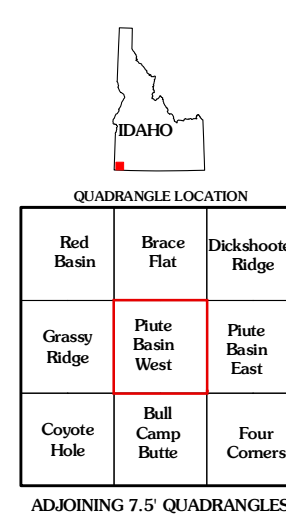 IDAHO
QUADRANGLE LOCATION
Red
Basin
Brace
Flat
Dickshoote
Ridge
Grassy
Ridge
Piute
Basin
West
Piute
Basin
East
Coyote
Hole
Bull
Camp
Butte
Four
Corners
ADJOINING 7.5' QUADRANGLES